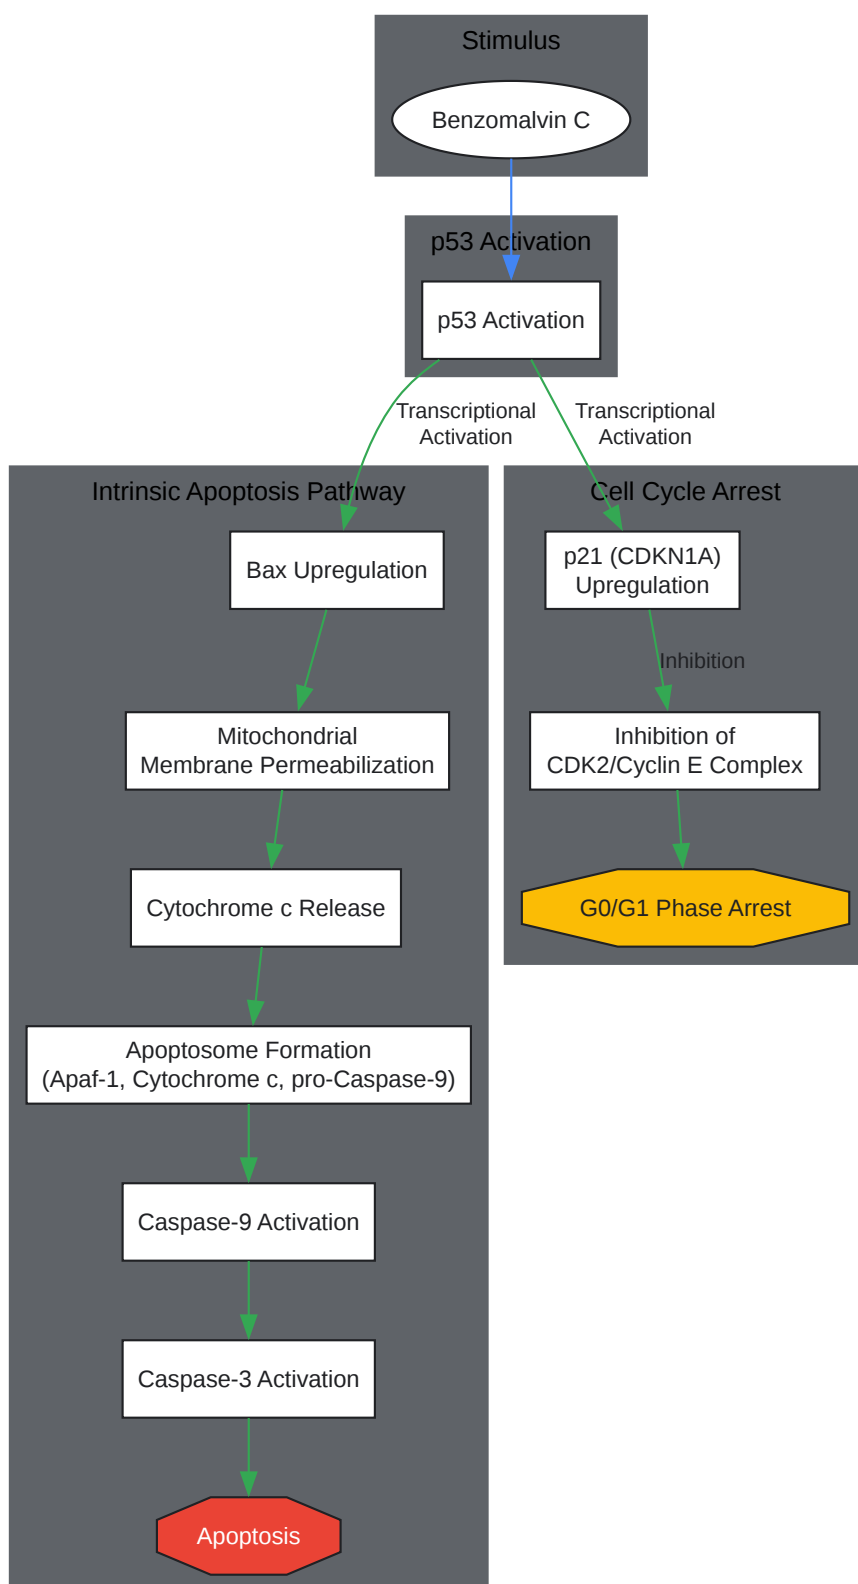 Stimulus
Benzomalvin C
p53 Activation
p53 Activation
Transcriptional
Activation
Transcriptional
Activation
Intrinsic Apoptosis Pathway
Bax Upregulation
Mitochondrial
Membrane Permeabilization
Cytochrome c Release
Apoptosome Formation
(Apaf-1, Cytochrome c, pro-Caspase-9)
Caspase-9 Activation
Caspase-3 Activation
Apoptosis
Cell Cycle Arrest
p21 (CDKN1A)
Upregulation
Inhibition
Inhibition of
CDK2/Cyclin E Complex
G0/G1 Phase Arrest